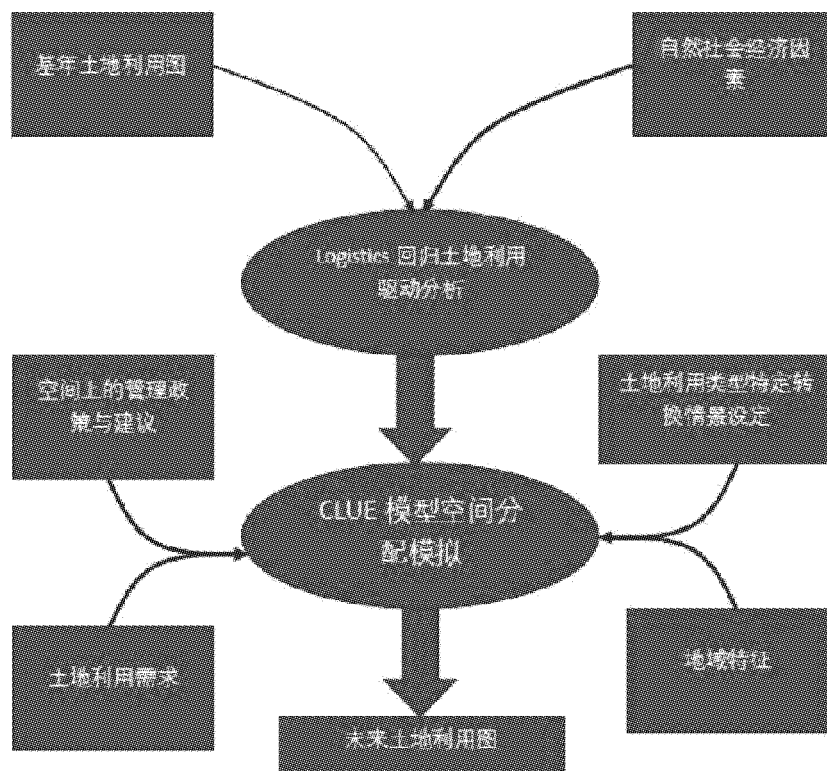 基年土地利用图
自然社会经济因
素
Logistics 回归土地利用
驱动分析
空间上的管理政
策与建议
土地利用类型特定转
换情景设定
CLUE 模型空间分
配模拟
土地利用需求
地域特征
未来土地利用图